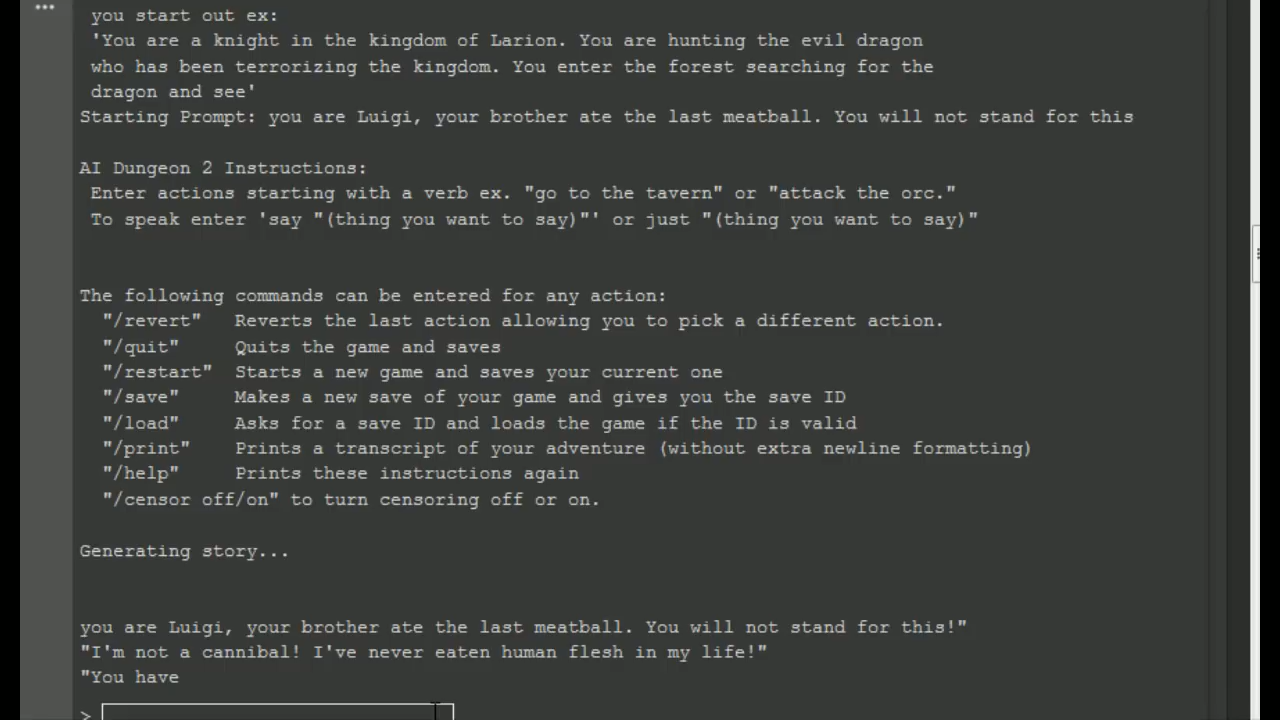 you start out ex:
'You are a knight in the kingdom of Larion. You are hunting the evil dragon
who has been terrorizing the kingdom. You enter the forest searching for the
dragon and see'
Starting Prompt: you are Luigi, your brother ate the last meatball. You will not stand for this
AI Dungeon 2 Instructions:
Enter actions starting with a verb ex. "go to the tavern" or "attack the orc."
To speak enter 'say "(thing you want to say)"' or just "(thing you want to say)"
The following commands can be entered for any action:
"/revert" Reverts the last action allowing you to pick a different action.
"/quit" Quits the game and saves
"/restart" Starts a new game and saves your current one
"/save" Makes a new save of your game and gives you the save ID
"/load" Asks for a save ID and loads the game if the ID is valid
"/print" Prints a transcript of your adventure (without extra newline formatting)
"/help" Prints these instructions again
"/censor off/on" to turn censoring off or on.
Generating story...
you are Luigi, your brother ate the last meatball. You will not stand for this!"
"I'm not a cannibal! I've never eaten human flesh in my life!"
"You have
>